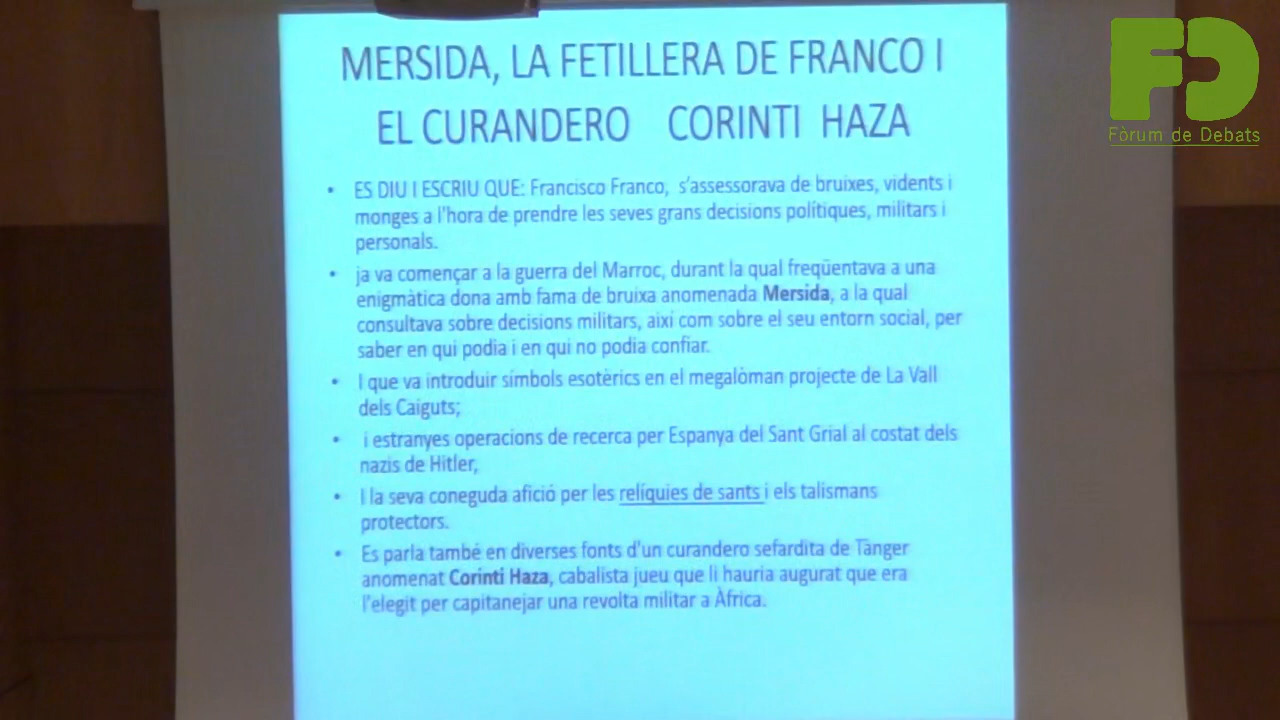 MERSIDA, LA FETILLERA DE FRANCO I
EL CURANDERO CORINTI HAZA
• ES DIU I ESCRIU QUE: Francisco Franco, s'assessorava de bruixes, vidents i
monges a l'hora de prendre les seves grans decisions polítiques, militars i
personals.
• ja va començar a la guerra del Marroc, durant la qual freqüentava a una
enigmàtica dona amb fama de bruixa anomenada Mersida, a la qual
consultava sobre decisions militars, així com sobre el seu entorn social, per
saber en qui podia i en qui no podia confiar.
• I que va introduir símbols esotèrics en el megalòman projecte de La Vall
dels Caiguts;
• i estranyes operacions de recerca per Espanya del Sant Grial al costat dels
nazis de Hitler,
• I la seva coneguda afició per les relíquies de sants i els talismans
protectors.
• Es parla també en diverses fonts d'un curandero sefardita de Tànger
anomenat Corinti Haza, cabalista jueu que li hauria augurat que era
l'elegit per capitanejar una revolta militar a Àfrica.
FD
Fòrum de Debats